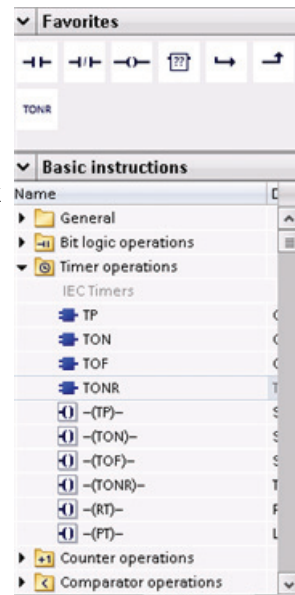 Favorites
??
TONR
Basic instructions
Name
General
Bit logic operations
Timer operations
IEC Timers
TP
TON
TOF
TONR
–(TP)–
–(TON)–
–(TOF)–
–(TONR)–
–(RT)–
–(PT)–
Counter operations
Comparator operations